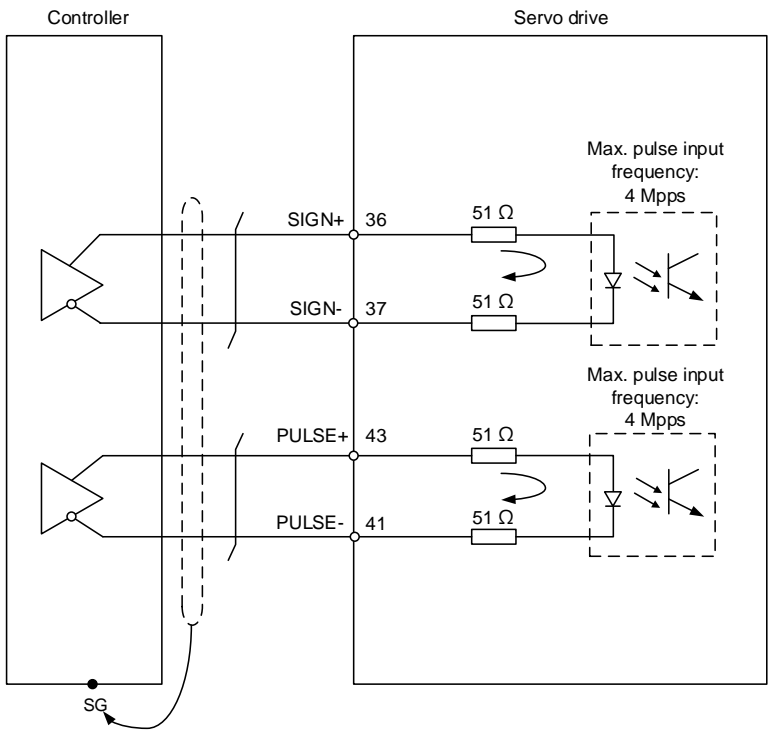 Controller
Servo drive
Max. pulse input
frequency:
4 Mpps
SIGN+ 36
51 Ω
SIGN- 37
51 Ω
Max. pulse input
frequency:
4 Mpps
PULSE+ 43
51 Ω
PULSE- 41
51 Ω
SG